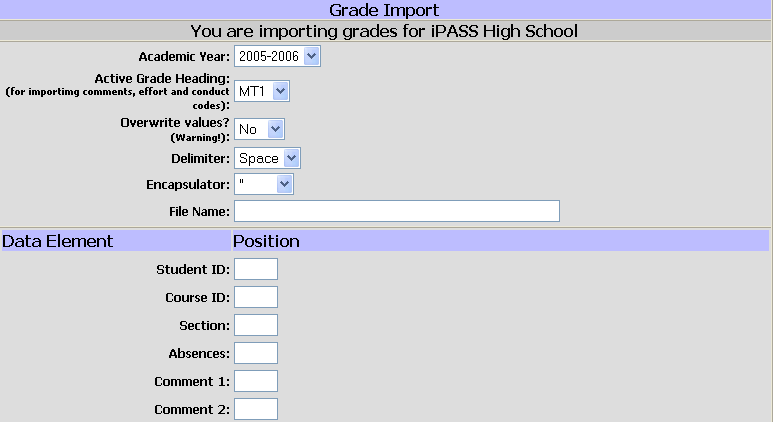 Grade Import
You are importing grades for iPASS High School
Academic Year: 2005-2006
Active Grade Heading:
(for importimg comments, effort and conduct
codes): MT1
Overwrite values?
(Warning!): No
Delimiter: Space
Encapsulator: "
File Name:
Data Element Position
Student ID:
Course ID:
Section:
Absences:
Comment 1:
Comment 2: